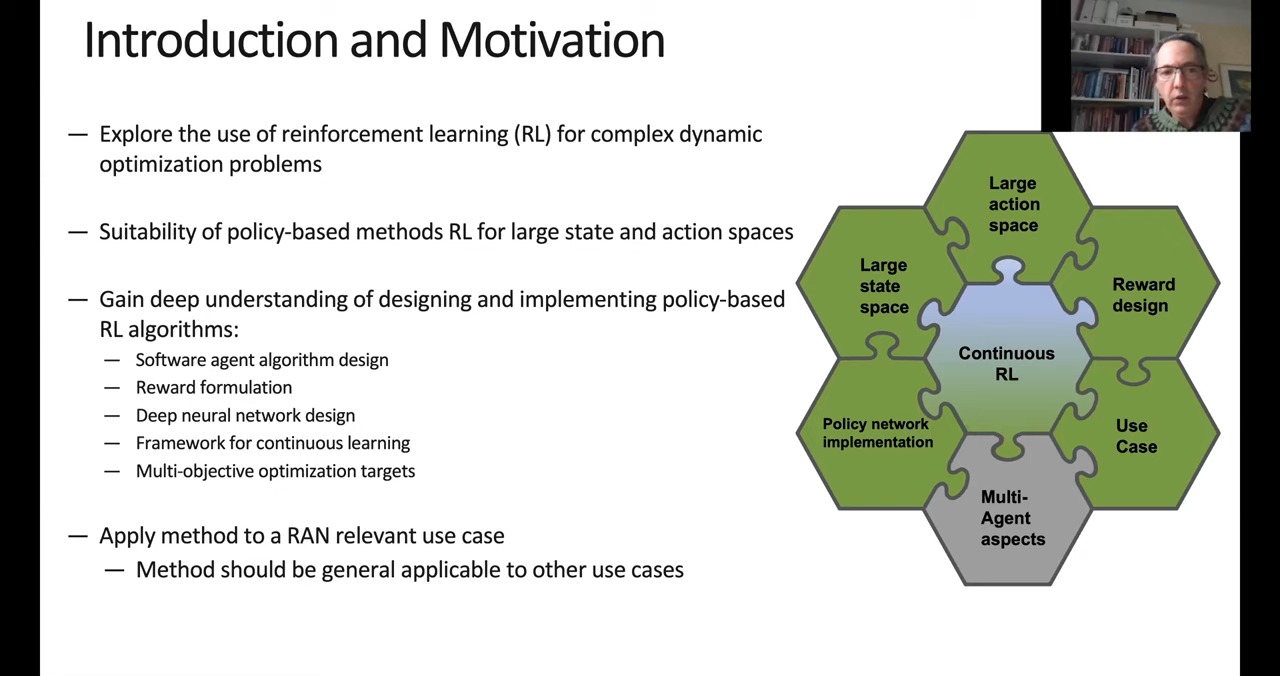 Introduction and Motivation
— Explore the use of reinforcement learning (RL) for complex dynamic
optimization problems
— Suitability of policy-based methods RL for large state and action spaces
— Gain deep understanding of designing and implementing policy-based
RL algorithms:
— Software agent algorithm design
— Reward formulation
— Deep neural network design
— Framework for continuous learning
— Multi-objective optimization targets
— Apply method to a RAN relevant use case
— Method should be general applicable to other use cases
Large
action
space
Large
state
space
Reward
design
Continuous
RL
Policy network
implementation
Use
Case
Multi-
Agent
aspects